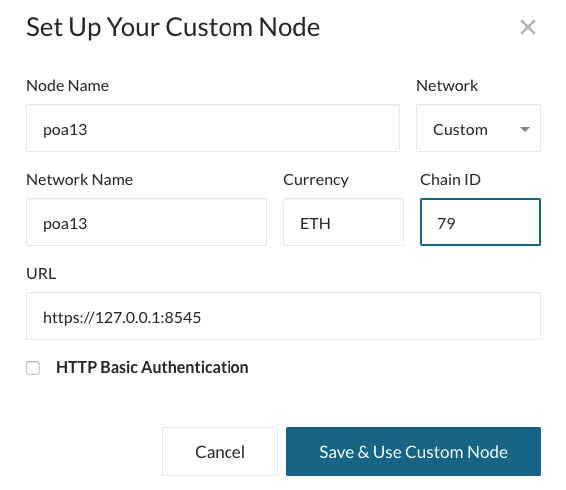 Set Up Your Custom Node
Node Name
Network
poa13
Custom
Network Name
Currency
Chain ID
poa13
ETH
79
URL
https://127.0.0.1:8545
HTTP Basic Authentication
Cancel
Save & Use Custom Node